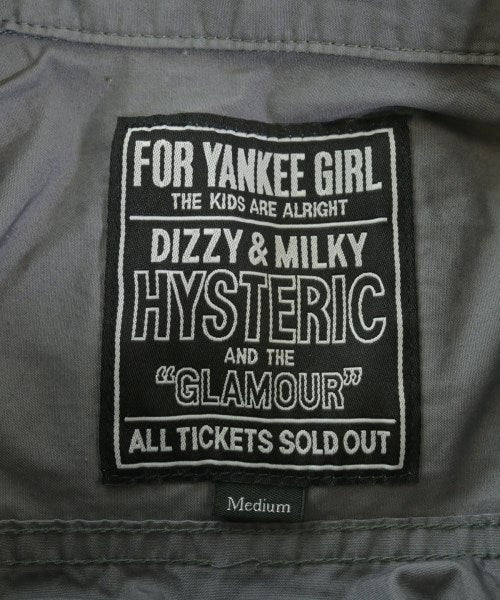 FOR YANKEE GIRL
THE KIDS ARE ALRIGHT
DIZZY & MILKY
HYSTERIC
AND THE
"GLAMOUR"
ALL TICKETS SOLD OUT
Medium